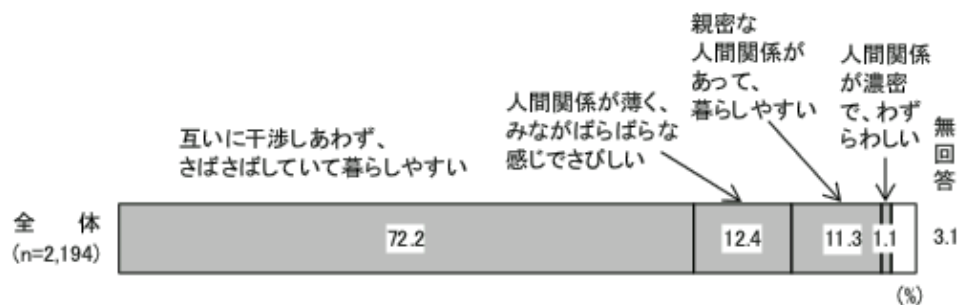 互いに干渉しあわず、
さばさばしていて暮らしやすい
人間関係が薄く、
みながばらばらな
感じでさびしい
親密な
人間関係が
あって、
暮らしやすい
人間関係
が濃密
で、わず
らわしい
無回答
全　体
(n=2,194)
72.2
12.4
11.3
1.1
3.1
(%)